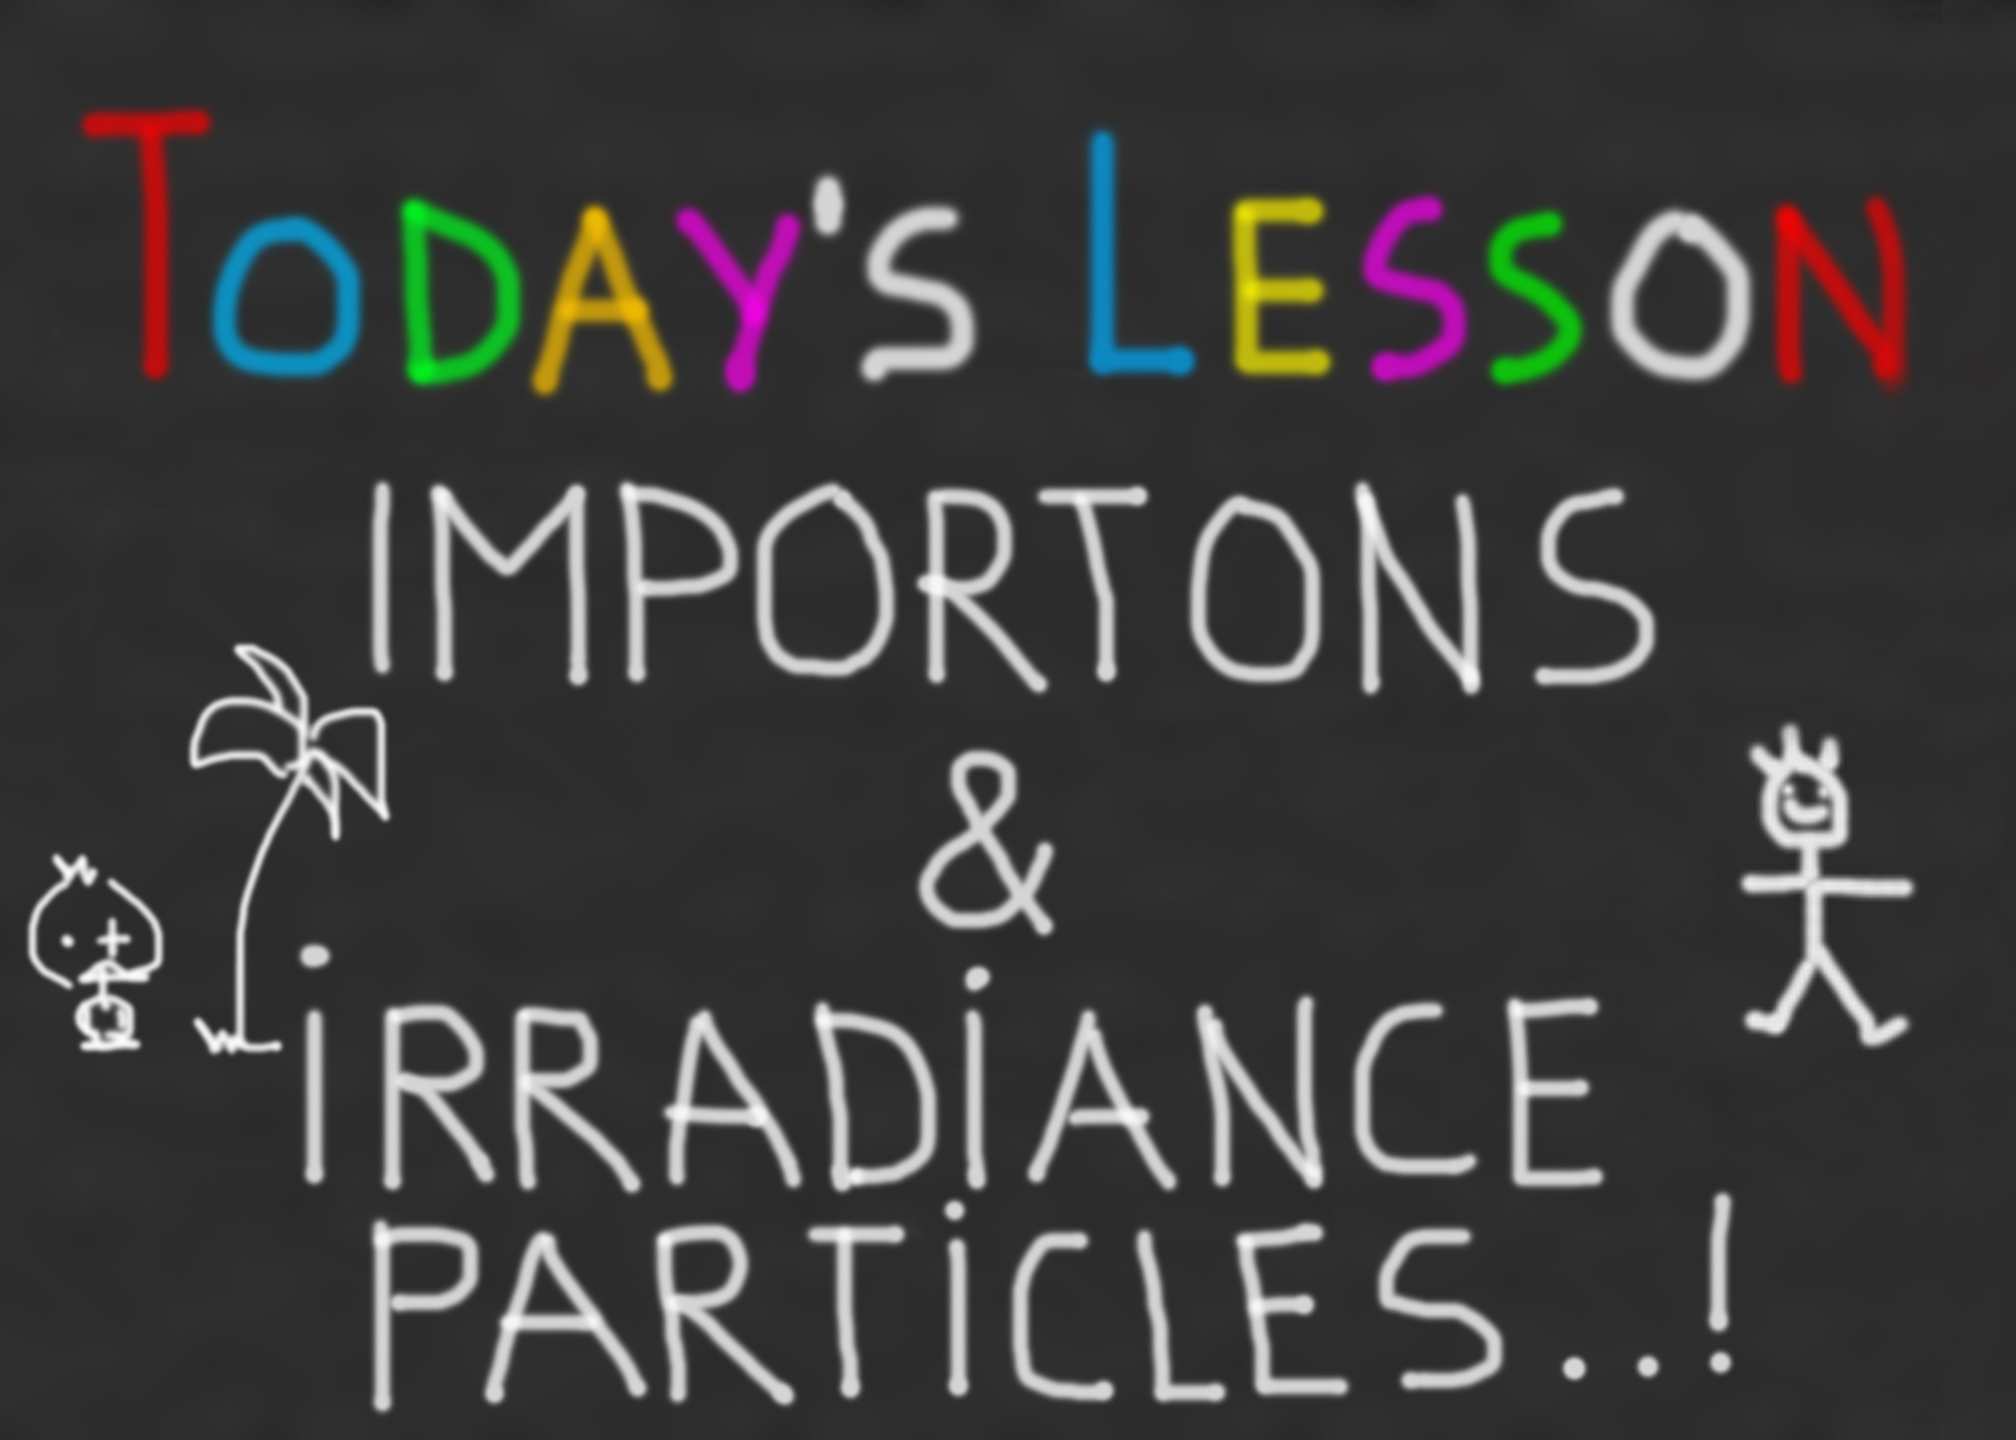 TODAY'S LESSON
IMPORTONS
&
iRRADiANCE
PARTiCLES..!